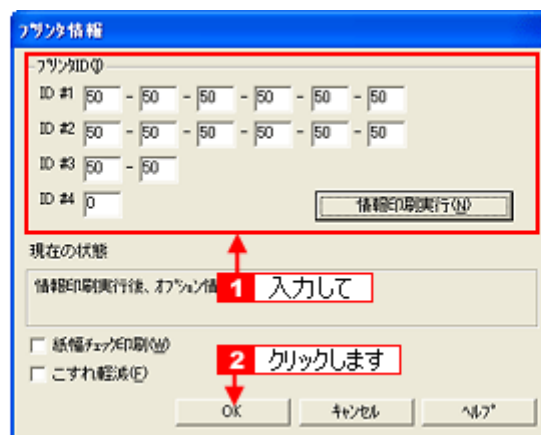 プリンタ情報
プリンタID(I)
ID #1 50 - 50 - 50 - 50 - 50 - 50
ID #2 50 - 50 - 50 - 50 - 50 - 50
ID #3 50 - 50
ID #4 0
情報印刷実行(N)
現在の状態
情報印刷実行後、オプション情
1 入力して
紙幅チェック印刷(W)
2 クリックします
こすれ軽減(F)
OK キャンセル ヘルプ